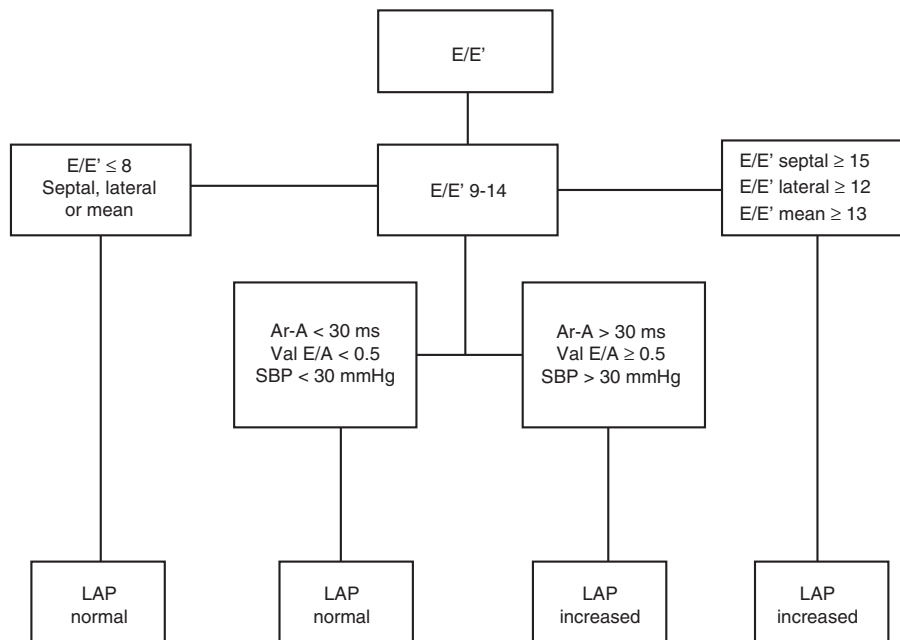 E/E'
E/E' ≤ 8
Septal, lateral
or mean
E/E' 9-14
E/E' septal ≥ 15
E/E' lateral ≥ 12
E/E' mean ≥ 13
Ar-A < 30 ms
Val E/A < 0.5
SBP < 30 mmHg
Ar-A > 30 ms
Val E/A ≥ 0.5
SBP > 30 mmHg
LAP
normal
LAP
normal
LAP
increased
LAP
increased